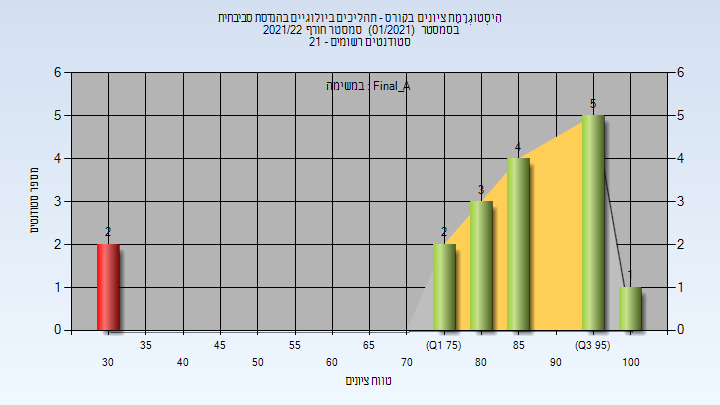 היסטוגרמת ציונים בקורס - תהליכים ביולוגיים בהנדסה סביבתית
בסמסטר (01/2021) סמסטר חורף 2021/22
סטודנטים רשומים - 21
במשימה : Final_A
מספר סטודנטים
6 6
5 5
4 4
3 3
2 2
1 1
0 0
2 2 3 4 5 1
35 45 55 65 (Q1 75) 85 (Q3 95)
30 40 50 60 70 80 90 100
טווח ציונים